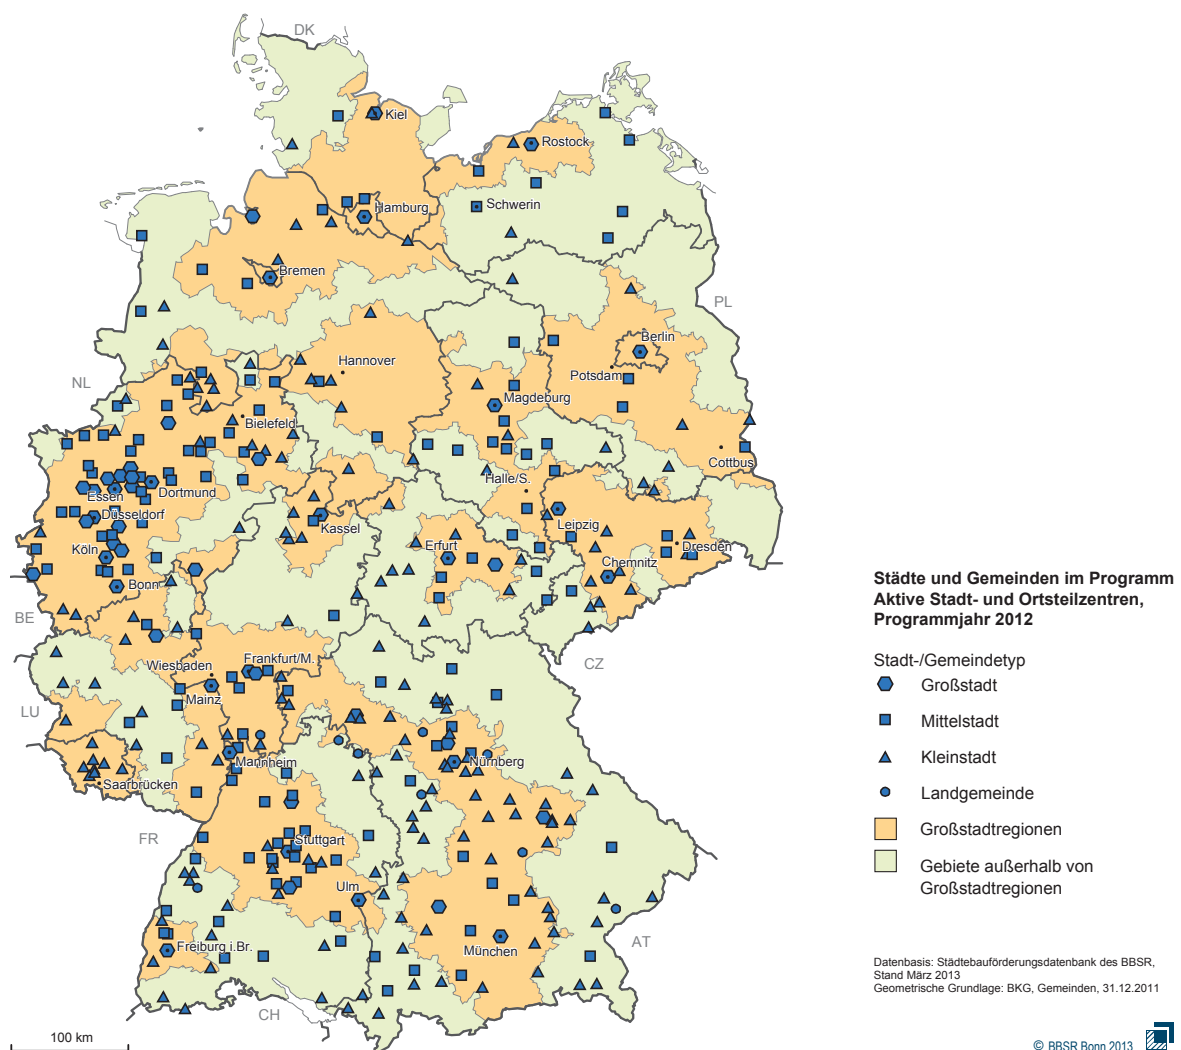 DK
Kiel
Rostock
Schwerin
Hamburg
Bremen
PL
Berlin
Hannover
Potsdam
NL
Magdeburg
Bielefeld
Cottbus
Halle/S.
Essen
Dortmund
Düsseldorf
Leipzig
Kassel
Dresden
Erfurt
Köln
Chemnitz
Bonn
BE
CZ
Wiesbaden
Frankfurt/M.
Mainz
LU
Mannheim
Nürnberg
Saarbrücken
FR
Stuttgart
Ulm
AT
München
Freiburg i.Br.
CH
100 km
Städte und Gemeinden im Programm
Aktive Stadt- und Ortsteilzentren,
Programmjahr 2012
Stadt-/Gemeindetyp
Großstadt
Mittelstadt
Kleinstadt
Landgemeinde
Großstadtregionen
Gebiete außerhalb von
Großstadtregionen
Datenbasis: Städtebauförderungsdatenbank des BBSR,
Stand März 2013
Geometrische Grundlage: BKG, Gemeinden, 31.12.2011
© BBSR Bonn 2013